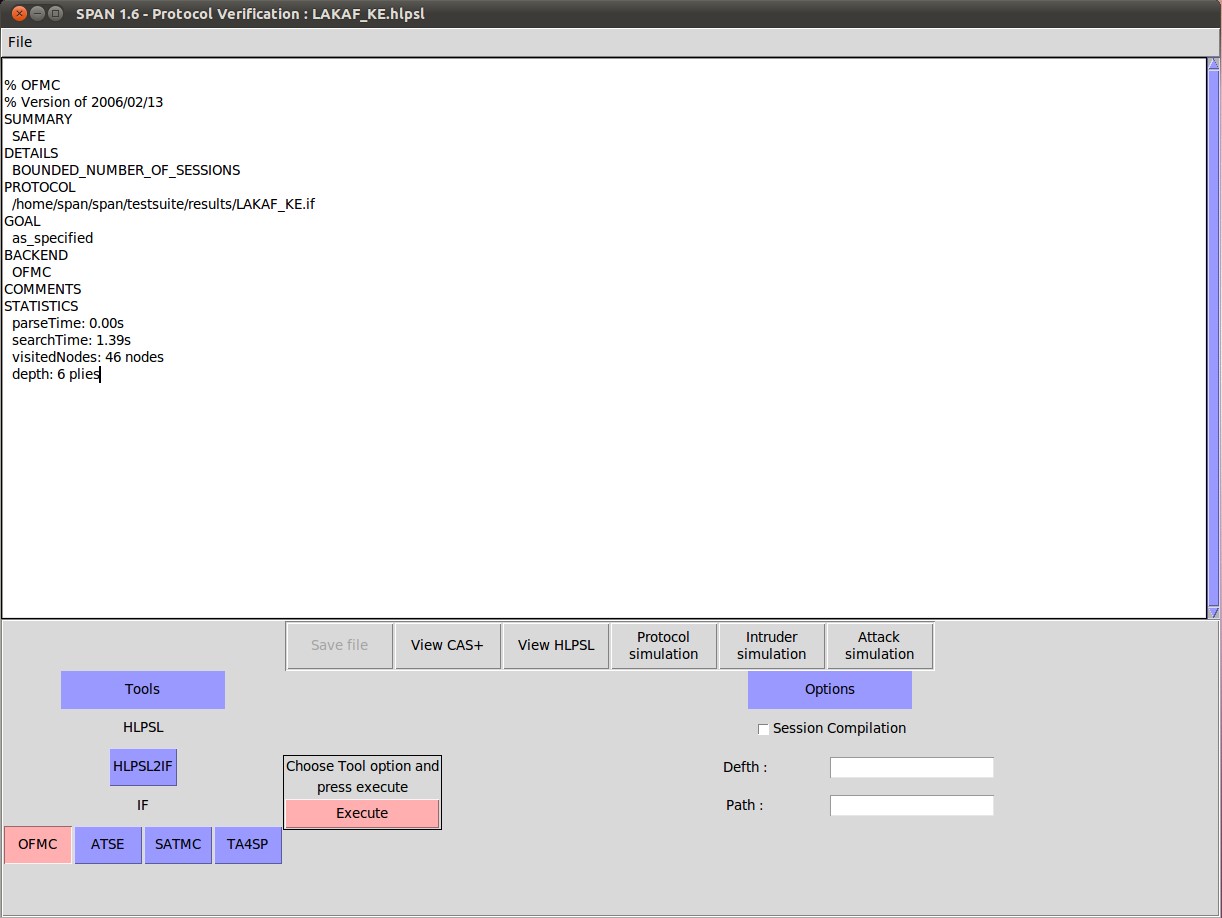 SPAN 1.6 - Protocol Verification : LAKAF_KE.hlpsl
File
% OFMC
% Version of 2006/02/13
SUMMARY
SAFE
DETAILS
BOUNDED_NUMBER_OF_SESSIONS
PROTOCOL
/home/span/span/testsuite/results/LAKAF_KE.if
GOAL
as_specified
BACKEND
OFMC
COMMENTS
STATISTICS
parseTime: 0.00s
searchTime: 1.39s
visitedNodes: 46 nodes
depth: 6 plies
Save file
View CAS+
View HLPSL
Protocol
simulation
Intruder
simulation
Attack
simulation
Tools
Options
HLPSL
Session Compilation
HLPSL2IF
Choose Tool option and
press execute
Execute
Defth :
IF
Path :
OFMC
ATSE
SATMC
TA4SP